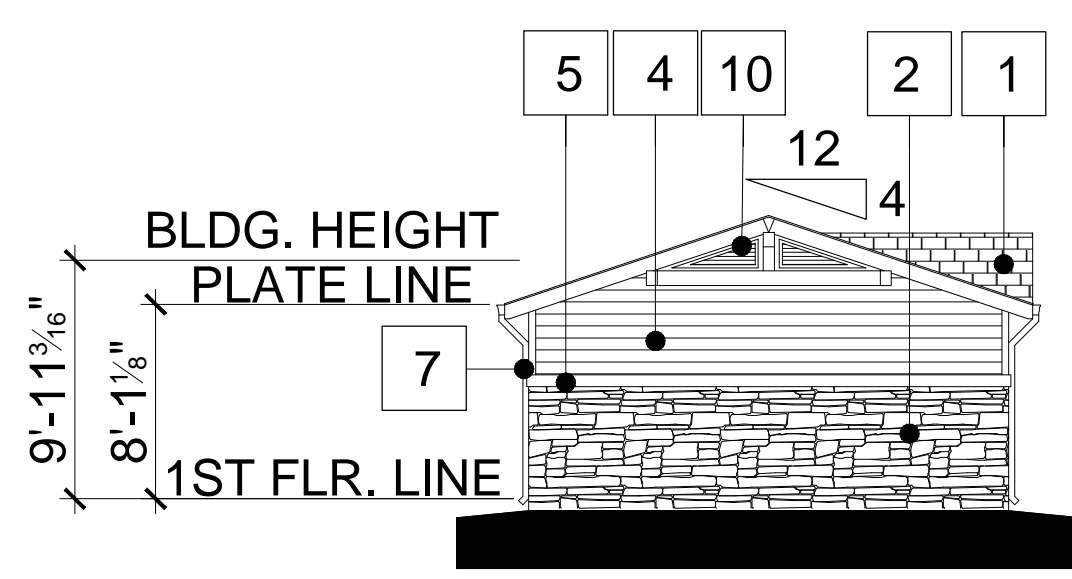 5 4 10 2 1
12
4
BLDG. HEIGHT
PLATE LINE
7
9'-11 3/16"
8'-1 1/8"
1ST FLR. LINE